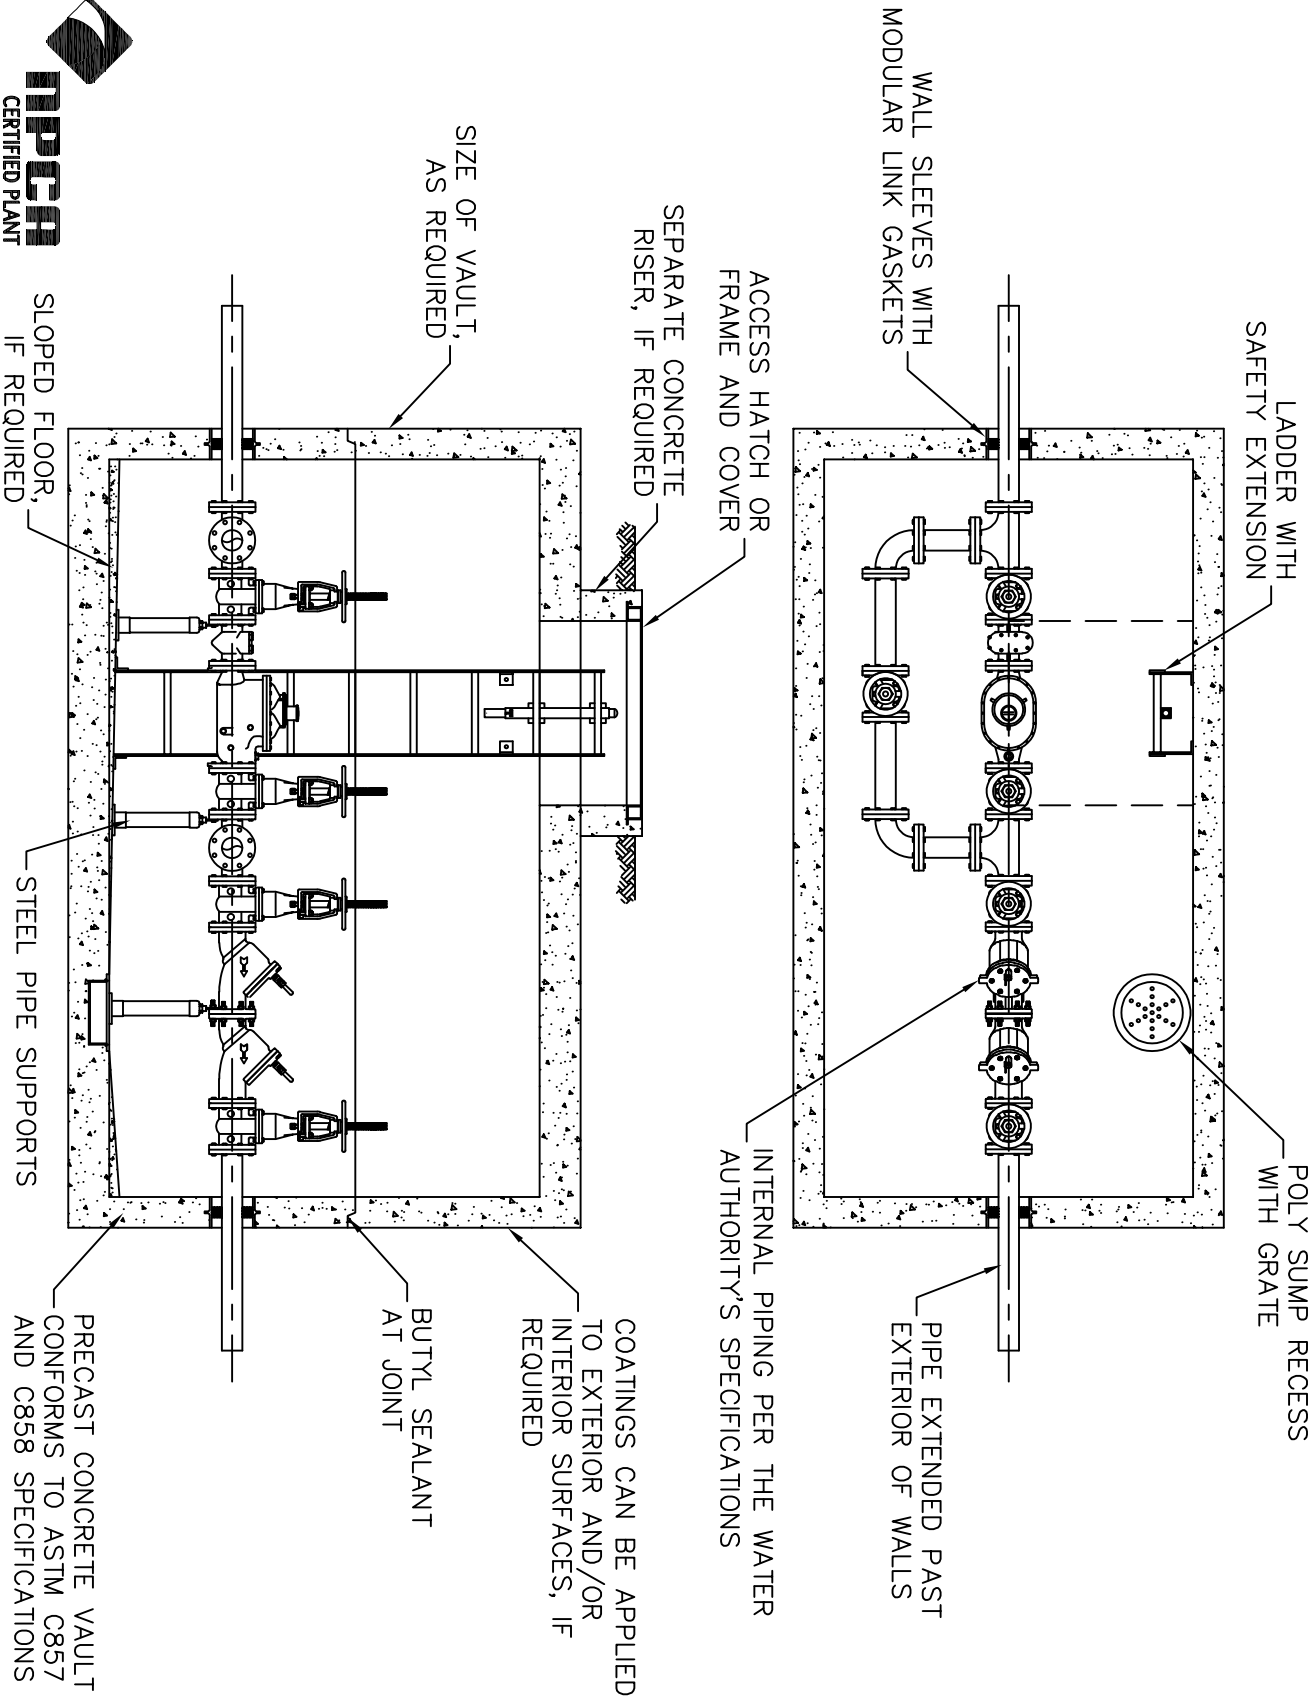 LADDER WITH
SAFETY EXTENSION
POLY SUMP RECESS
WITH GRATE
WALL SLEEVES WITH
MODULAR LINK GASKETS
PIPE EXTENDED PAST
EXTERIOR OF WALLS
INTERNAL PIPING PER THE WATER
AUTHORITY'S SPECIFICATIONS
ACCESS HATCH OR
FRAME AND COVER
SEPARATE CONCRETE
RISER, IF REQUIRED
COATINGS CAN BE APPLIED
TO EXTERIOR AND/OR
INTERIOR SURFACES, IF
REQUIRED
SIZE OF VAULT,
AS REQUIRED
BUTYL SEALANT
AT JOINT
SLOPED FLOOR,
IF REQUIRED
STEEL PIPE SUPPORTS
PRECAST CONCRETE VAULT
CONFORMS TO ASTM C857
AND C858 SPECIFICATIONS
NPCA
CERTIFIED PLANT